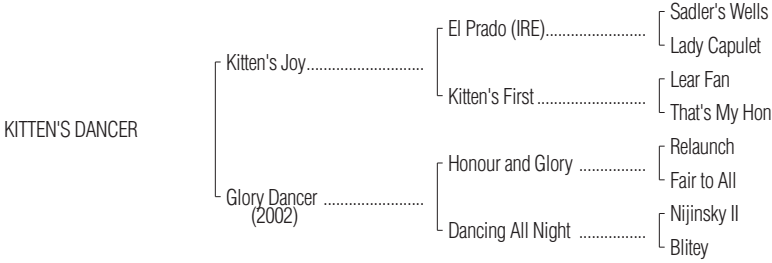 Sadler's Wells
El Prado (IRE)........................
Lady Capulet
Kitten's Joy............................
Lear Fan
Kitten's First ..........................
That's My Hon
KITTEN'S DANCER
Relaunch
Honour and Glory ................
Fair to All
Glory Dancer ........................
(2002)
Nijinsky II
Dancing All Night ................
Blitey